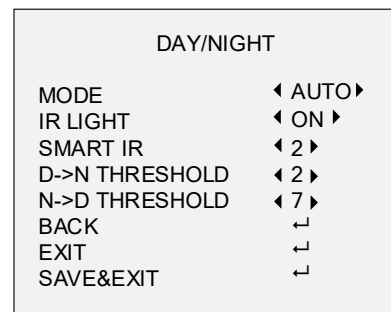 DAY/NIGHT
MODE AUTO
IR LIGHT ON
SMART IR 2
D->N THRESHOLD 2
N->D THRESHOLD 7
BACK ↵
EXIT ↵
SAVE&EXIT ↵